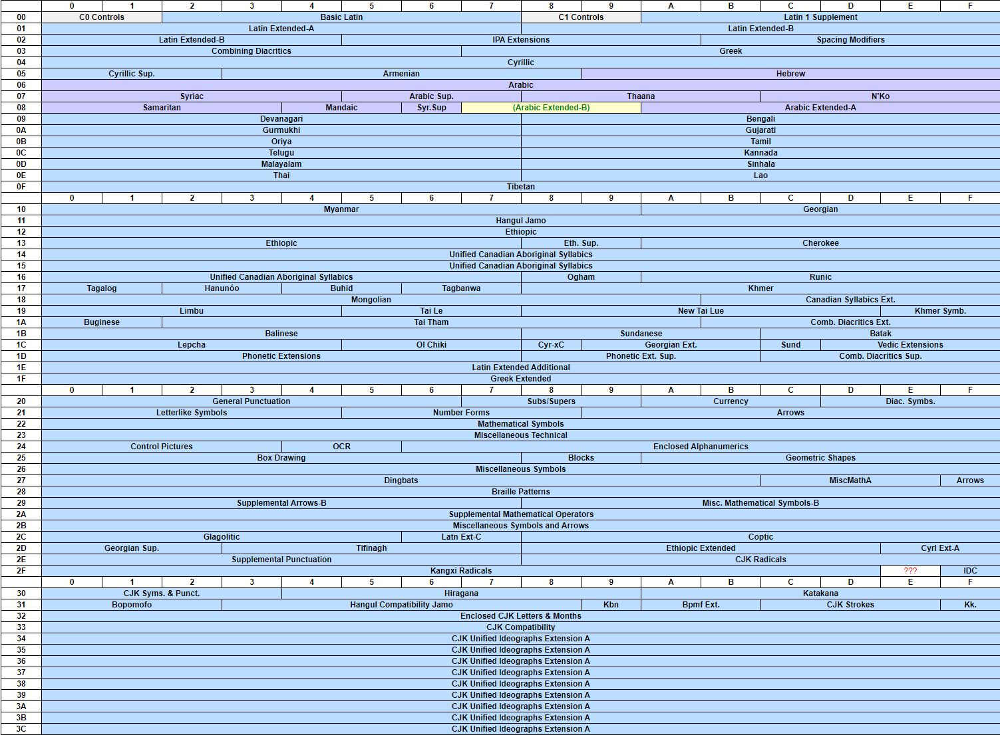 0 1 2 3 4 5 6 7 8 9 A B C D E F
00 C0 Controls Basic Latin C1 Controls Latin 1 Supplement
01 Latin Extended-A Latin Extended-B
02 Latin Extended-B IPA Extensions Spacing Modifiers
03 Combining Diacritics Greek
04 Cyrillic
05 Cyrillic Sup. Armenian Hebrew
06 Arabic
07 Syriac Arabic Sup. Thaana N'Ko
08 Samaritan Mandaic Syr.Sup (Arabic Extended-B) Arabic Extended-A
09 Devanagari Bengali
0A Gurmukhi Gujarati
0B Oriya Tamil
0C Telugu Kannada
0D Malayalam Sinhala
0E Thai Lao
0F Tibetan
0 1 2 3 4 5 6 7 8 9 A B C D E F
10 Myanmar Georgian
11 Hangul Jamo
12 Ethiopic
13 Ethiopic Eth. Sup. Cherokee
14 Unified Canadian Aboriginal Syllabics
15 Unified Canadian Aboriginal Syllabics
16 Unified Canadian Aboriginal Syllabics Ogham Runic
17 Tagalog Hanunóo Buhid Tagbanwa Khmer
18 Mongolian Canadian Syllabics Ext.
19 Limbu Tai Le New Tai Lue Khmer Symb.
1A Buginese Tai Tham Comb. Diacritics Ext.
1B Balinese Sundanese Batak
1C Lepcha Ol Chiki Cyr-xC Georgian Ext. Sund Vedic Extensions
1D Phonetic Extensions Phonetic Ext. Sup. Comb. Diacritics Sup.
1E Latin Extended Additional
1F Greek Extended
0 1 2 3 4 5 6 7 8 9 A B C D E F
20 General Punctuation Subs/Supers Currency Diac. Symbs.
21 Letterlike Symbols Number Forms Arrows
22 Mathematical Symbols
23 Miscellaneous Technical
24 Control Pictures OCR Enclosed Alphanumerics
25 Box Drawing Blocks Geometric Shapes
26 Miscellaneous Symbols
27 Dingbats MiscMathA Arrows
28 Braille Patterns
29 Supplemental Arrows-B Misc. Mathematical Symbols-B
2A Supplemental Mathematical Operators
2B Miscellaneous Symbols and Arrows
2C Glagolitic Latn Ext-C Coptic
2D Georgian Sup. Tifinagh Ethiopic Extended Cyrl Ext-A
2E Supplemental Punctuation CJK Radicals
2F Kangxi Radicals ??? IDC
0 1 2 3 4 5 6 7 8 9 A B C D E F
30 CJK Syms. & Punct. Hiragana Katakana
31 Bopomofo Hangul Compatibility Jamo Kbn Bpmf Ext. CJK Strokes Kk.
32 Enclosed CJK Letters & Months
33 CJK Compatibility
34 CJK Unified Ideographs Extension A
35 CJK Unified Ideographs Extension A
36 CJK Unified Ideographs Extension A
37 CJK Unified Ideographs Extension A
38 CJK Unified Ideographs Extension A
39 CJK Unified Ideographs Extension A
3A CJK Unified Ideographs Extension A
3B CJK Unified Ideographs Extension A
3C CJK Unified Ideographs Extension A